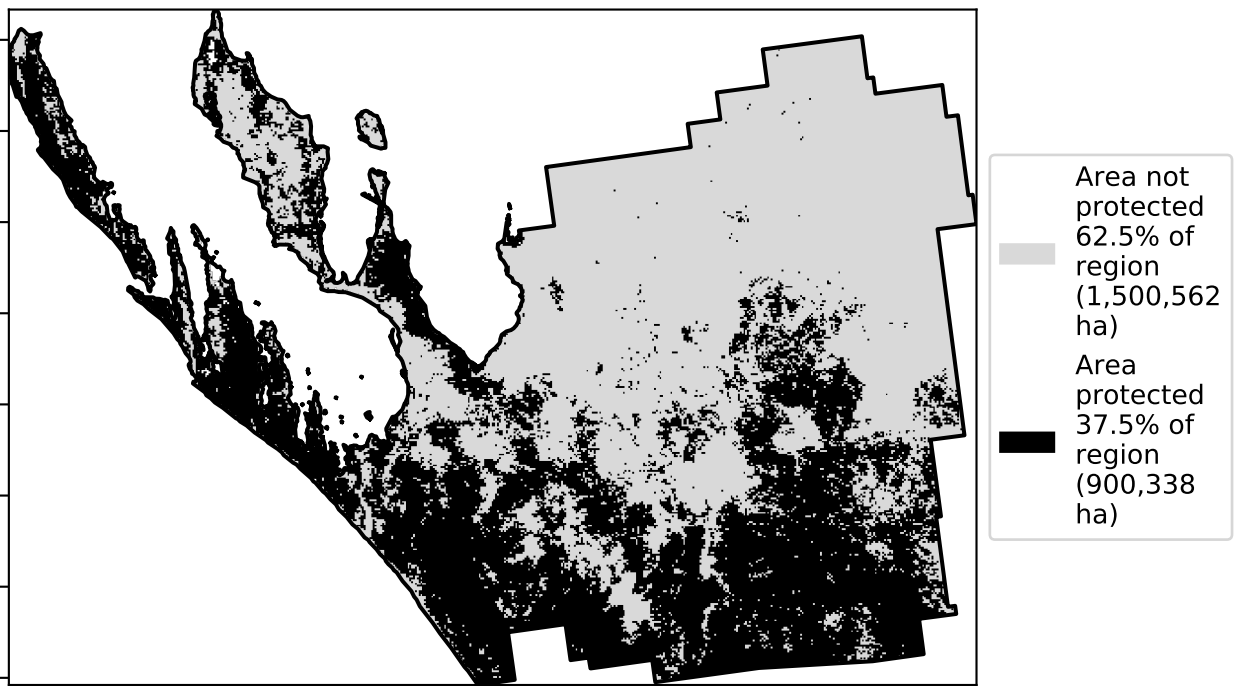 Area not
protected
62.5% of
region
(1,500,562
ha)
Area
protected
37.5% of
region
(900,338
ha)